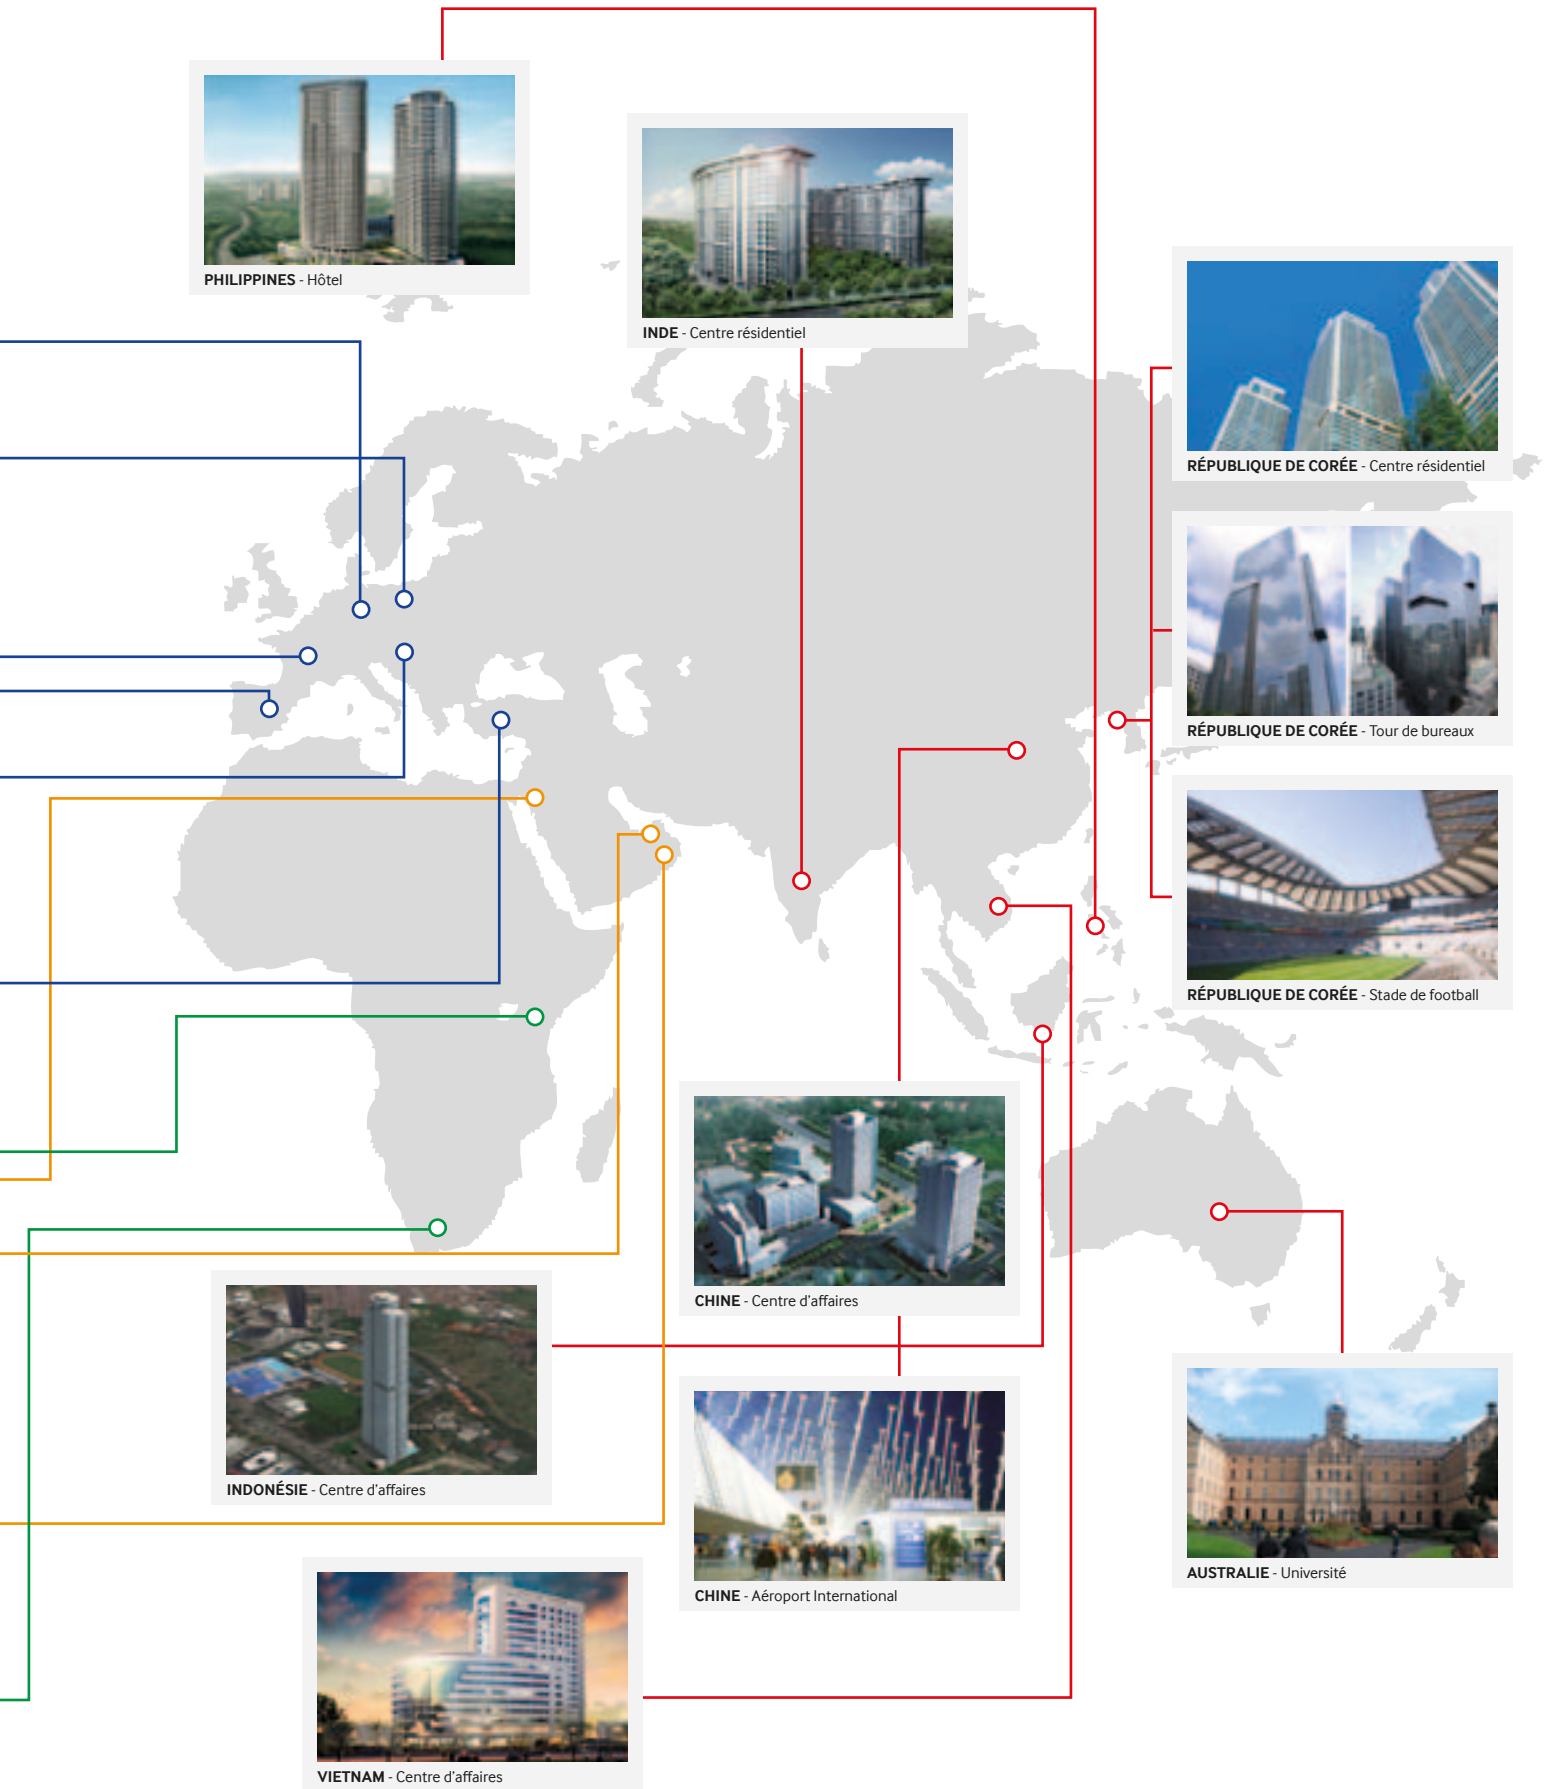 PHILIPPINES - Hôtel
INDE - Centre résidentiel
RÉPUBLIQUE DE CORÉE - Centre résidentiel
RÉPUBLIQUE DE CORÉE - Tour de bureaux
RÉPUBLIQUE DE CORÉE - Stade de football
CHINE - Centre d'affaires
INDONÉSIE - Centre d'affaires
CHINE - Aéroport International
AUSTRALIE - Université
VIETNAM - Centre d'affaires